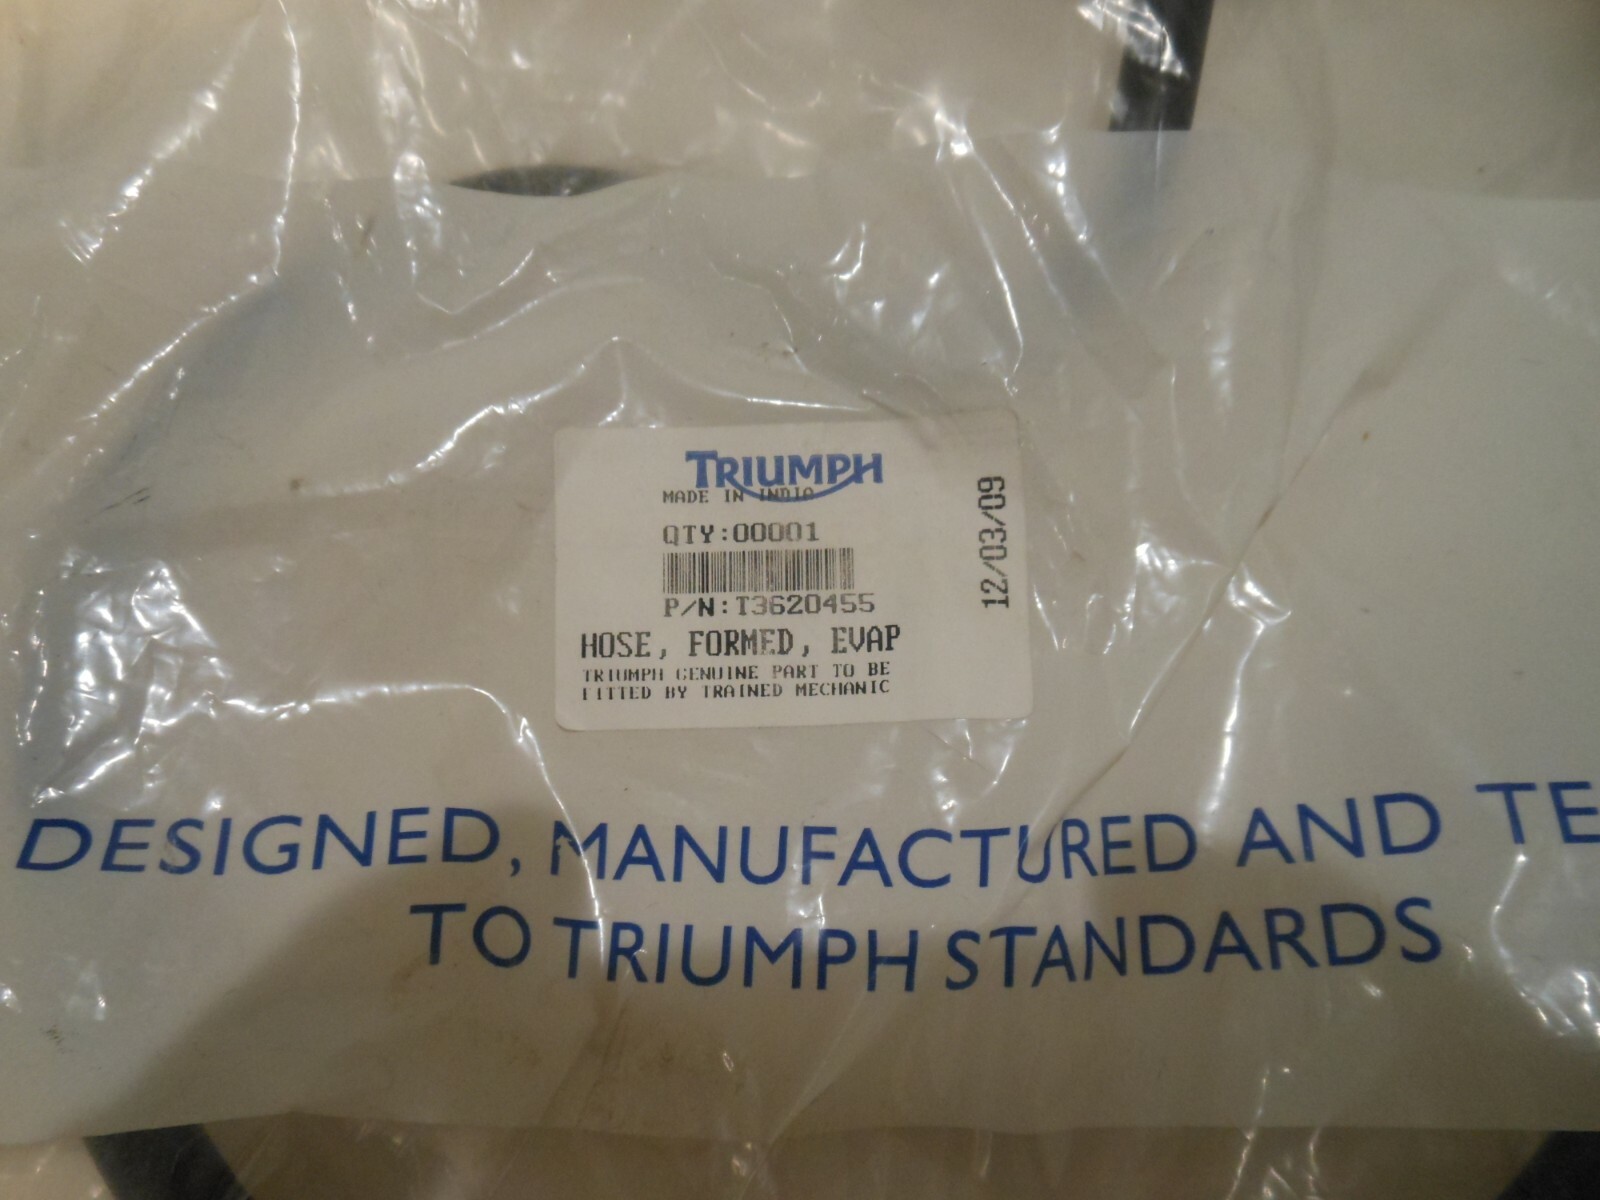 TRIUMPH
MADE IN INDIA
QTY:00001
P/N:T3620455
HOSE, FORMED, EVAP
TRIUMPH GENUINE PART TO BE
FITTED BY TRAINED MECHANIC
12/03/09
DESIGNED, MANUFACTURED AND TE
TO TRIUMPH STANDARDS